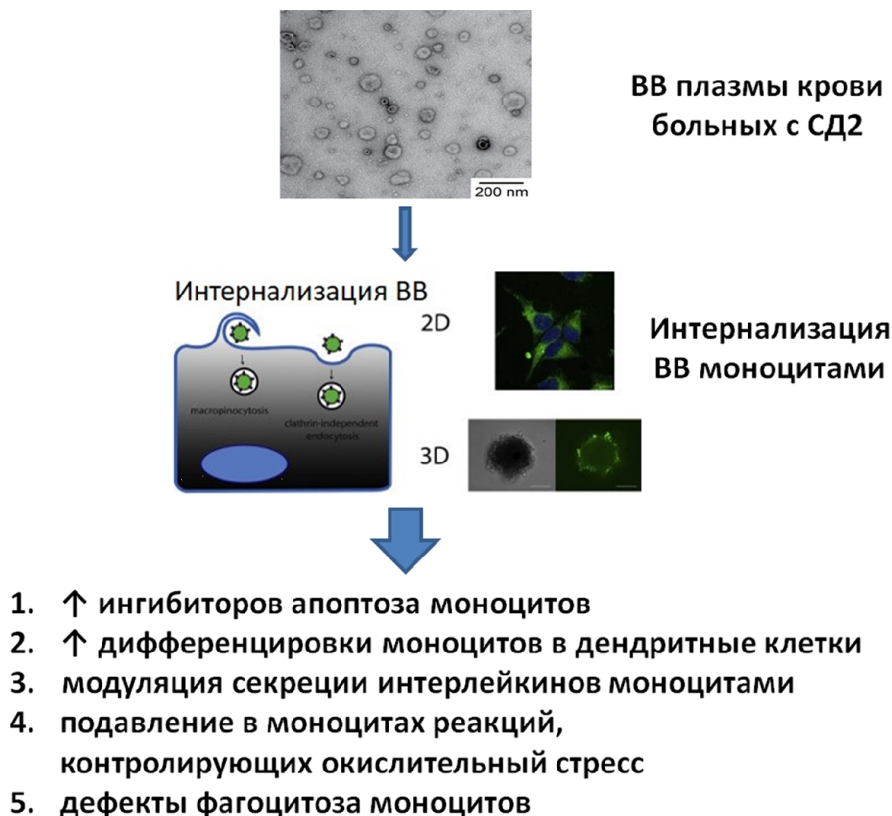 ВВ плазмы крови
больных с СД2
200 nm
Интернализация ВВ
2D
Интернализация
ВВ моноцитами
macropinocytosis
clathrin-independent
endocytosis
3D
1. ↑ ингибиторов апоптоза моноцитов
2. ↑ дифференцировки моноцитов в дендритные клетки
3. модуляция секреции интерлейкинов моноцитами
4. подавление в моноцитах реакций,
контролирующих окислительный стресс
5. дефекты фагоцитоза моноцитов